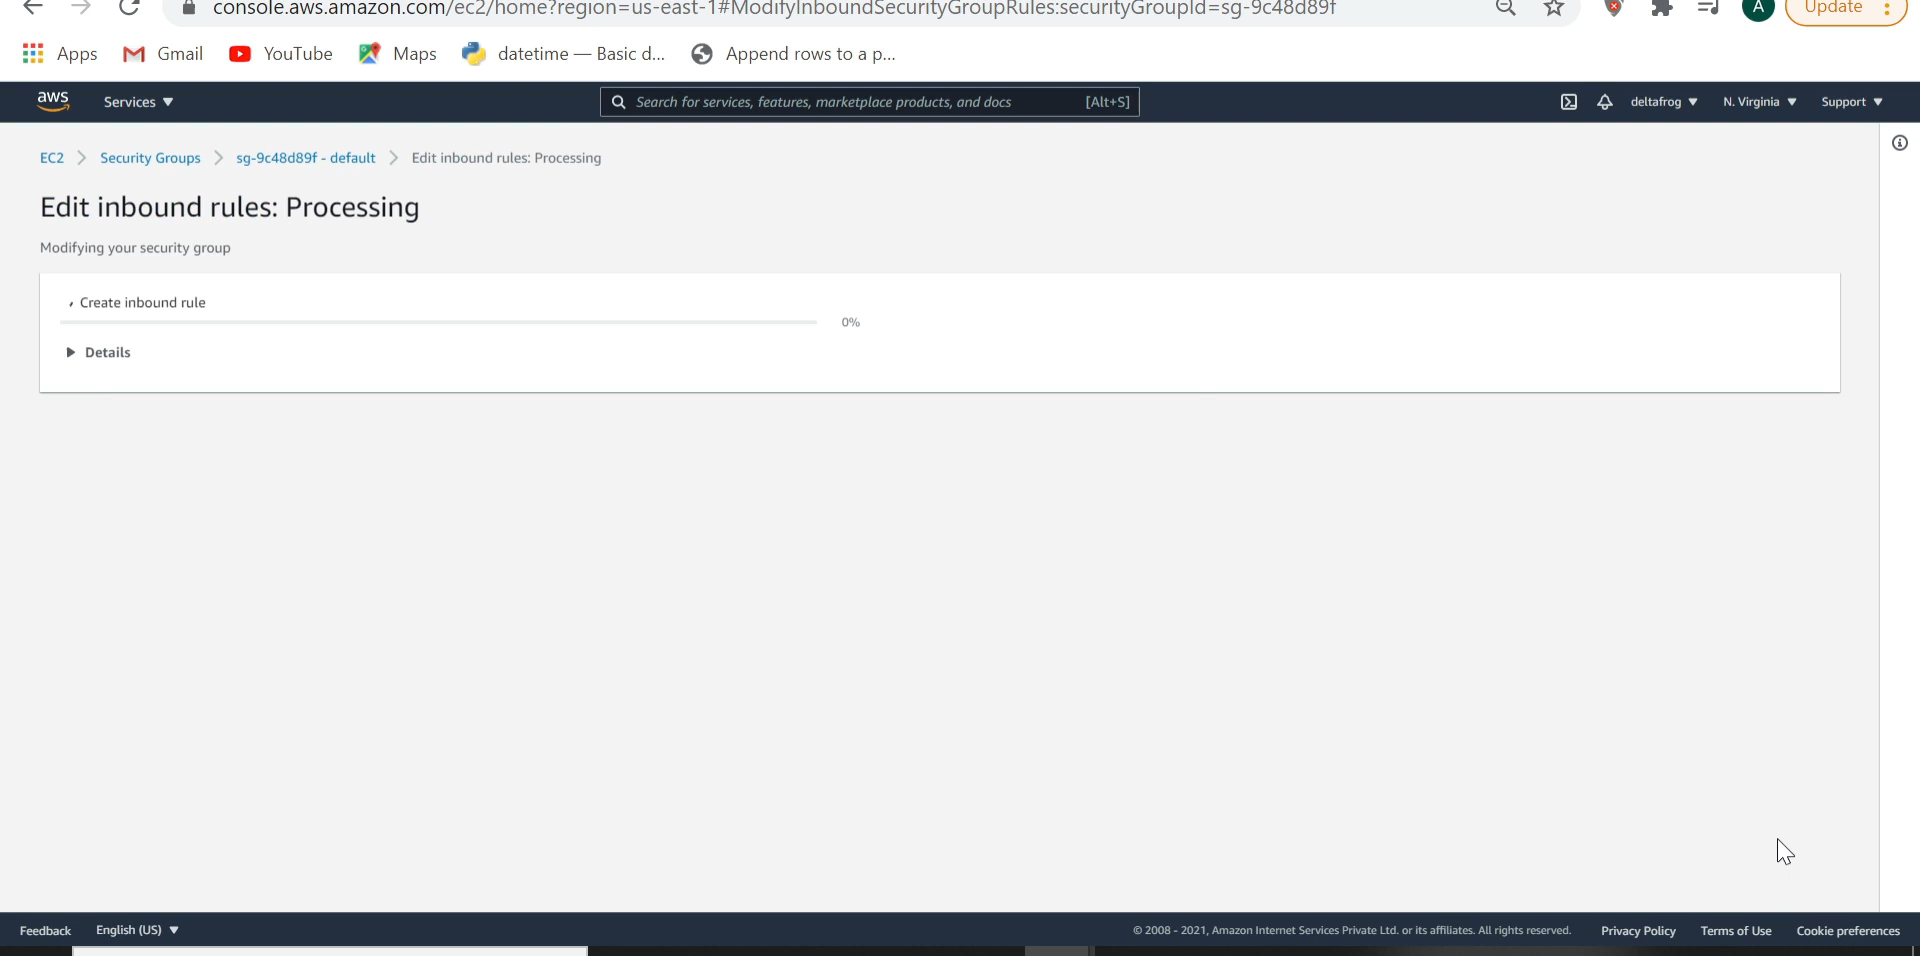 console.aws.amazon.com/ec2/home?region=us-east-1#ModifyInboundSecurityGroupRules:securityGroupId=sg-9c48d89f
A
Update
Apps
Gmail
YouTube
Maps
datetime — Basic d...
Append rows to a p...
aws
Services
Search for services, features, marketplace products, and docs
[Alt+S]
deltafrog
N. Virginia
Support
EC2
Security Groups
sg-9c48d89f - default
Edit inbound rules: Processing
Edit inbound rules: Processing
Modifying your security group
Create inbound rule
0%
Details
Feedback
English (US)
© 2008 - 2021, Amazon Internet Services Private Ltd. or its affiliates. All rights reserved.
Privacy Policy
Terms of Use
Cookie preferences